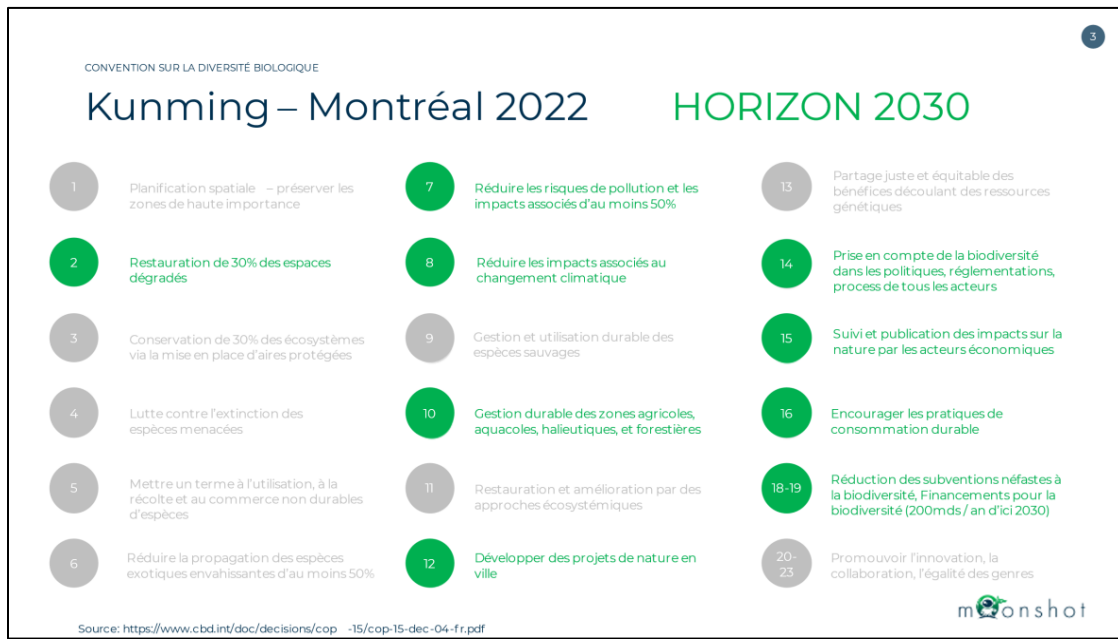 3
CONVENTION SUR LA DIVERSITÉ BIOLOGIQUE
Kunming – Montréal 2022
HORIZON 2030
1
Planification spatiale – préserver les
zones de haute importance
2
Restauration de 30% des espaces
dégradés
3
Conservation de 30% des écosystèmes
via la mise en place d'aires protégées
4
Lutte contre l'extinction des
espèces menacées
5
Mettre un terme à l'utilisation, à la
récolte et au commerce non durables
d'espèces
6
Réduire la propagation des espèces
exotiques envahissantes d'au moins 50%
7
Réduire les risques de pollution et les
impacts associés d'au moins 50%
8
Réduire les impacts associés au
changement climatique
9
Gestion et utilisation durable des
espèces sauvages
10
Gestion durable des zones agricoles,
aquacoles, halieutiques, et forestières
11
Restauration et amélioration par des
approches écosystémiques
12
Développer des projets de nature en
ville
13
Partage juste et équitable des
bénéfices découlant des ressources
génétiques
14
Prise en compte de la biodiversité
dans les politiques, réglementations,
process de tous les acteurs
15
Suivi et publication des impacts sur la
nature par les acteurs économiques
16
Encourager les pratiques de
consommation durable
18-19
Réduction des subventions néfastes à
la biodiversité, Financements pour la
biodiversité (200mds / an d'ici 2030)
20-
23
Promouvoir l'innovation, la
collaboration, l'égalité des genres
moonshot
Source: https://www.cbd.int/doc/decisions/cop -15/cop-15-dec-04-fr.pdf